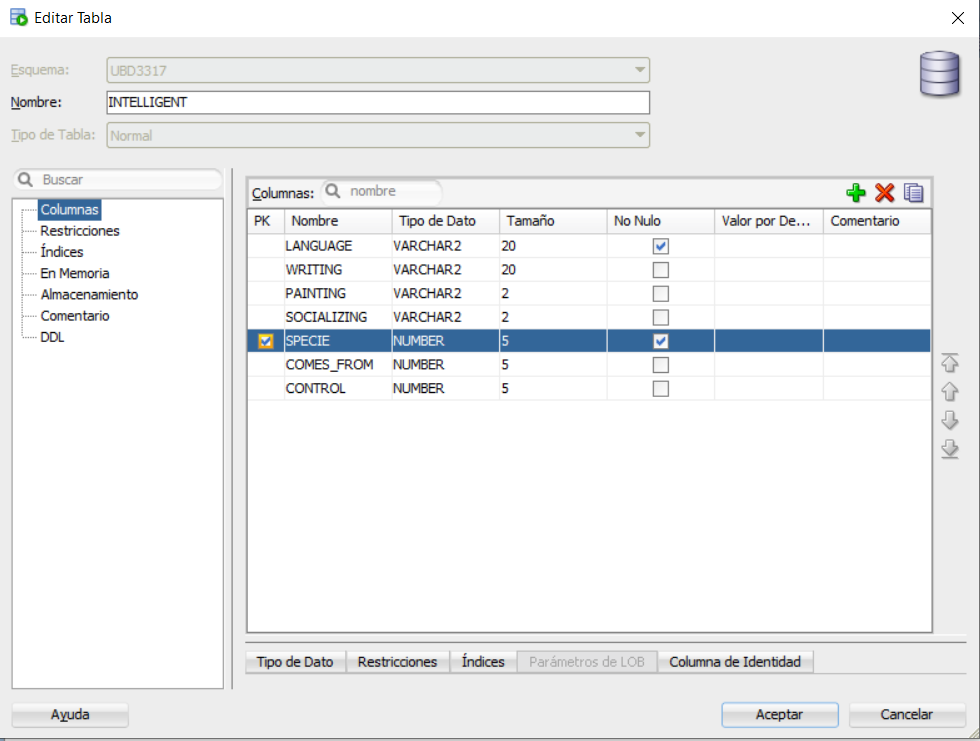 Editar Tabla
Esquema: UBD3317
Nombre: INTELLIGENT
Tipo de Tabla: Normal
Buscar
Columnas
Restricciones
Índices
En Memoria
Almacenamiento
Comentario
DDL
Columnas: nombre
PK Nombre Tipo de Dato Tamaño No Nulo Valor por De... Comentario
LANGUAGE VARCHAR2 20
WRITING VARCHAR2 20
PAINTING VARCHAR2 2
SOCIALIZING VARCHAR2 2
SPECIE NUMBER 5
COMES_FROM NUMBER 5
CONTROL NUMBER 5
Tipo de Dato Restricciones Índices Parámetros de LOB Columna de Identidad
Ayuda Aceptar Cancelar